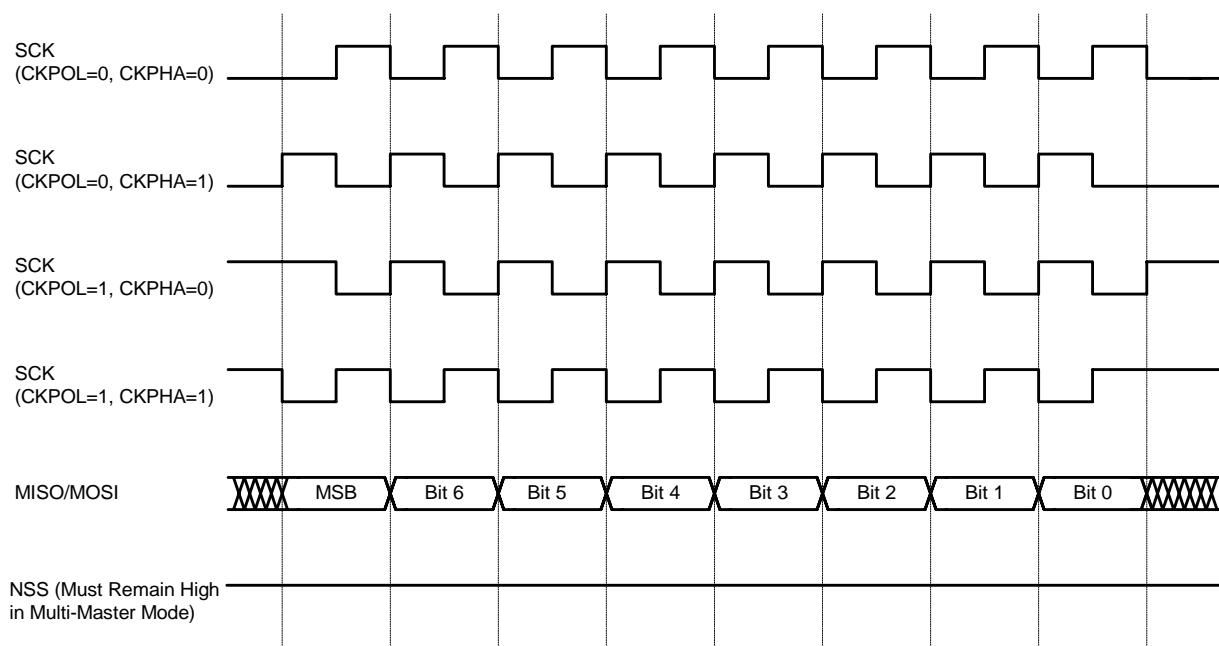 SCK
(CKPOL=0, CKPHA=0)
SCK
(CKPOL=0, CKPHA=1)
SCK
(CKPOL=1, CKPHA=0)
SCK
(CKPOL=1, CKPHA=1)
MISO/MOSI
MSB Bit 6 Bit 5 Bit 4 Bit 3 Bit 2 Bit 1 Bit 0
NSS (Must Remain High
in Multi-Master Mode)